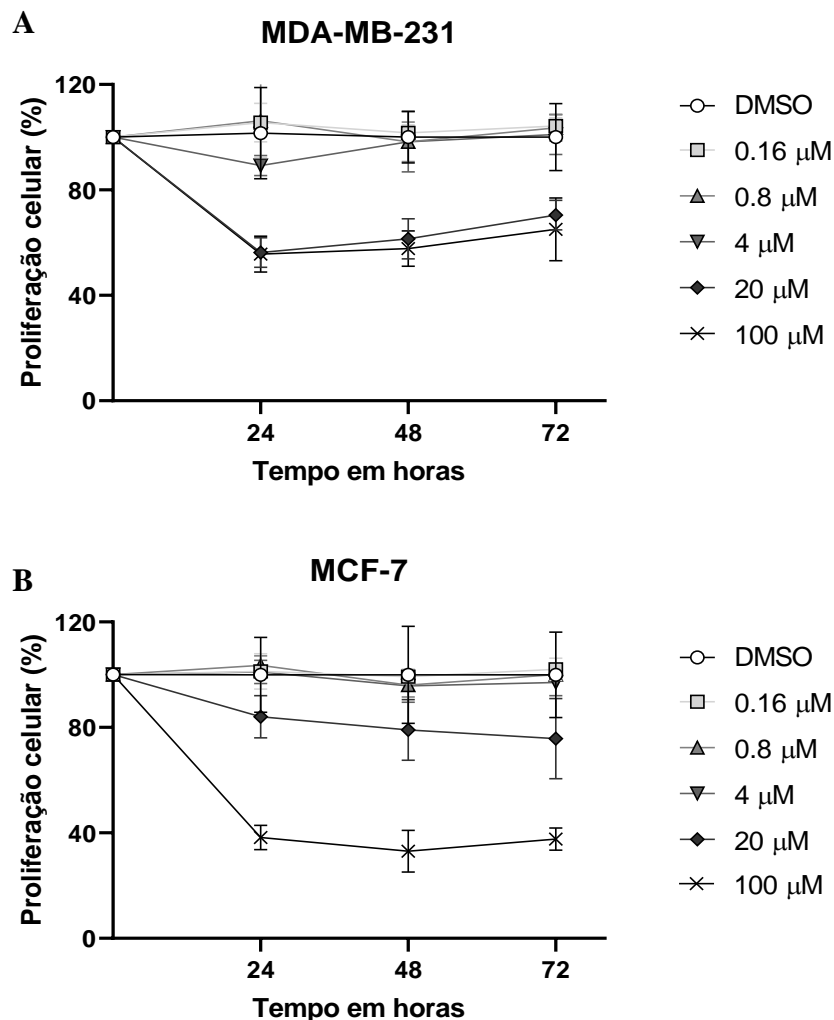 A
MDA-MB-231
Proliferação celular (%)
120
80
40
0
24 48 72
Tempo em horas
DMSO
0.16 μM
0.8 μM
4 μM
20 μM
100 μM
B
MCF-7
Proliferação celular (%)
120
80
40
0
24 48 72
Tempo em horas
DMSO
0.16 μM
0.8 μM
4 μM
20 μM
100 μM